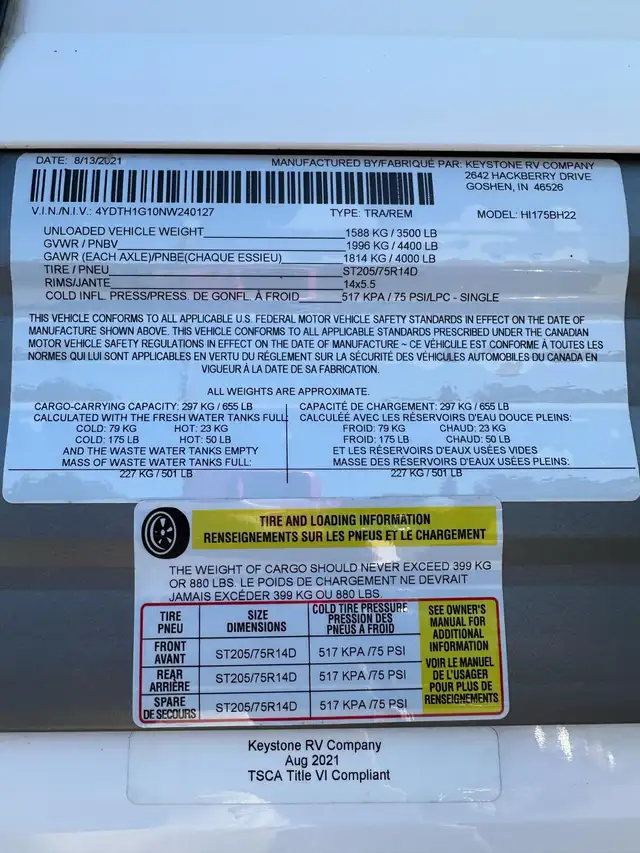 DATE: 8/13/2021
MANUFACTURED BY/FABRIQUÉ PAR: KEYSTONE RV COMPANY
2642 HACKBERRY DRIVE
GOSHEN, IN 46526
V.I.N./N.I.V.: 4YDTH1G10NW240127 TYPE: TRA/REM MODEL: HI175BH22
UNLOADED VEHICLE WEIGHT 1588 KG / 3500 LB
GVWR / PNBV 1996 KG / 4400 LB
GAWR (EACH AXLE)/PNBE(CHAQUE ESSIEU) 1814 KG / 4000 LB
TIRE / PNEU ST205/75R14D
RIMS/JANTE 14x5.5
COLD INFL. PRESS/PRESS. DE GONFL. À FROID 517 KPA / 75 PSI/LPC - SINGLE
THIS VEHICLE CONFORMS TO ALL APPLICABLE U.S. FEDERAL MOTOR VEHICLE SAFETY STANDARDS IN EFFECT ON THE DATE OF
MANUFACTURE SHOWN ABOVE. THIS VEHICLE CONFORMS TO ALL APPLICABLE STANDARDS PRESCRIBED UNDER THE CANADIAN
MOTOR VEHICLE SAFETY REGULATIONS IN EFFECT ON THE DATE OF MANUFACTURE ~ CE VÉHICULE EST CONFORME À TOUTES LES
NORMES QUI LUI SONT APPLICABLES EN VERTU DU RÈGLEMENT SUR LA SÉCURITÉ DES VÉHICULES AUTOMOBILES DU CANADA EN
VIGUEUR À LA DATE DE SA FABRICATION.
ALL WEIGHTS ARE APPROXIMATE.
CARGO-CARRYING CAPACITY: 297 KG / 655 LB
CALCULATED WITH THE FRESH WATER TANKS FULL:
COLD: 79 KG HOT: 23 KG
COLD: 175 LB HOT: 50 LB
AND THE WASTE WATER TANKS EMPTY
MASS OF WASTE WATER TANKS FULL:
227 KG / 501 LB
CAPACITÉ DE CHARGEMENT: 297 KG / 655 LB
CALCULÉE AVEC LES RÉSERVOIRS D'EAU DOUCE PLEINS:
FROID: 79 KG CHAUD: 23 KG
FROID: 175 LB CHAUD: 50 LB
ET LES RÉSERVOIRS D'EAUX USÉES VIDES
MASSE DES RÉSERVOIRS D'EAUX USÉES PLEINS:
227 KG / 501 LB
TIRE AND LOADING INFORMATION
RENSEIGNEMENTS SUR LES PNEUS ET LE CHARGEMENT
THE WEIGHT OF CARGO SHOULD NEVER EXCEED 399 KG
OR 880 LBS. LE POIDS DE CHARGEMENT NE DEVRAIT
JAMAIS EXCÉDER 399 KG OU 880 LBS.
TIRE
PNEU
SIZE
DIMENSIONS
COLD TIRE PRESSURE
PRESSION DES
PNEUS A FROID
FRONT
AVANT
ST205/75R14D 517 KPA /75 PSI
REAR
ARRIÈRE
ST205/75R14D 517 KPA /75 PSI
SPARE
DE SECOURS
ST205/75R14D 517 KPA /75 PSI
SEE OWNER'S
MANUAL FOR
ADDITIONAL
INFORMATION
VOIR LE MANUEL
DE L'USAGER
POUR PLUS DE
RENSEIGNEMENTS
Keystone RV Company
Aug 2021
TSCA Title VI Compliant